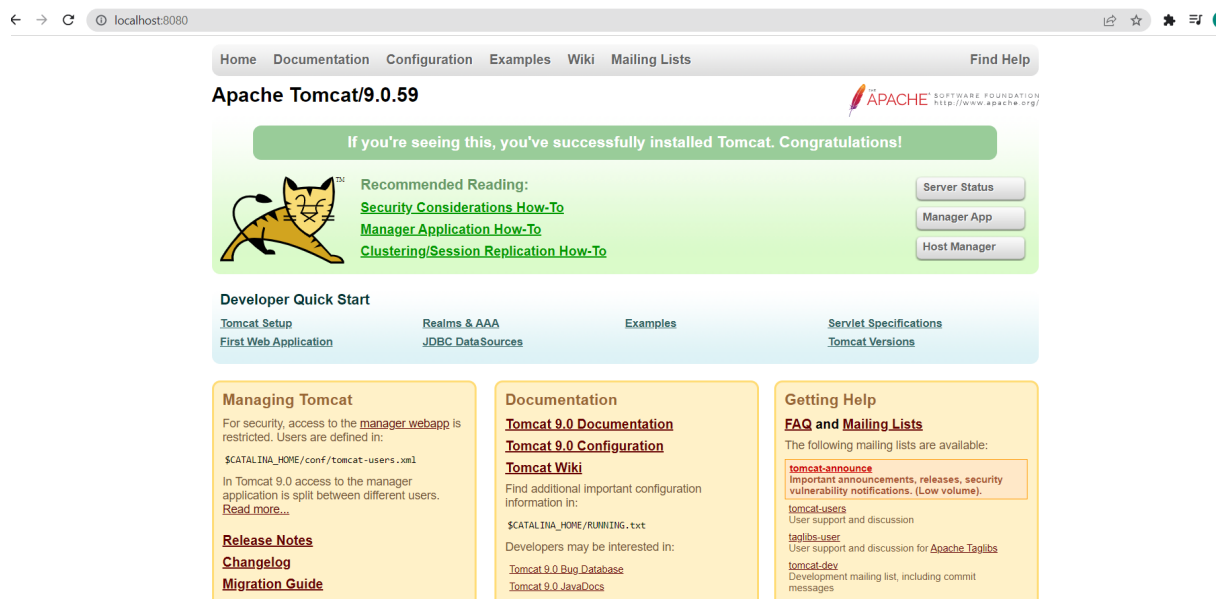 localhost:8080
Home Documentation Configuration Examples Wiki Mailing Lists Find Help
Apache Tomcat/9.0.59
THE
APACHE® SOFTWARE FOUNDATION
http://www.apache.org/
If you're seeing this, you've successfully installed Tomcat. Congratulations!
TM
Recommended Reading:
Security Considerations How-To
Manager Application How-To
Clustering/Session Replication How-To
Server Status
Manager App
Host Manager
Developer Quick Start
Tomcat Setup
First Web Application
Realms & AAA
JDBC DataSources
Examples
Servlet Specifications
Tomcat Versions
Managing Tomcat
For security, access to the manager webapp is
restricted. Users are defined in:
$CATALINA_HOME/conf/tomcat-users.xml
In Tomcat 9.0 access to the manager
application is split between different users.
Read more...
Release Notes
Changelog
Migration Guide
Documentation
Tomcat 9.0 Documentation
Tomcat 9.0 Configuration
Tomcat Wiki
Find additional important configuration
information in:
$CATALINA_HOME/RUNNING.txt
Developers may be interested in:
Tomcat 9.0 Bug Database
Tomcat 9.0 JavaDocs
Getting Help
FAQ and Mailing Lists
The following mailing lists are available:
tomcat-announce
Important announcements, releases, security
vulnerability notifications. (Low volume).
tomcat-users
User support and discussion
taglibs-user
User support and discussion for Apache Taglibs
tomcat-dev
Development mailing list, including commit
messages